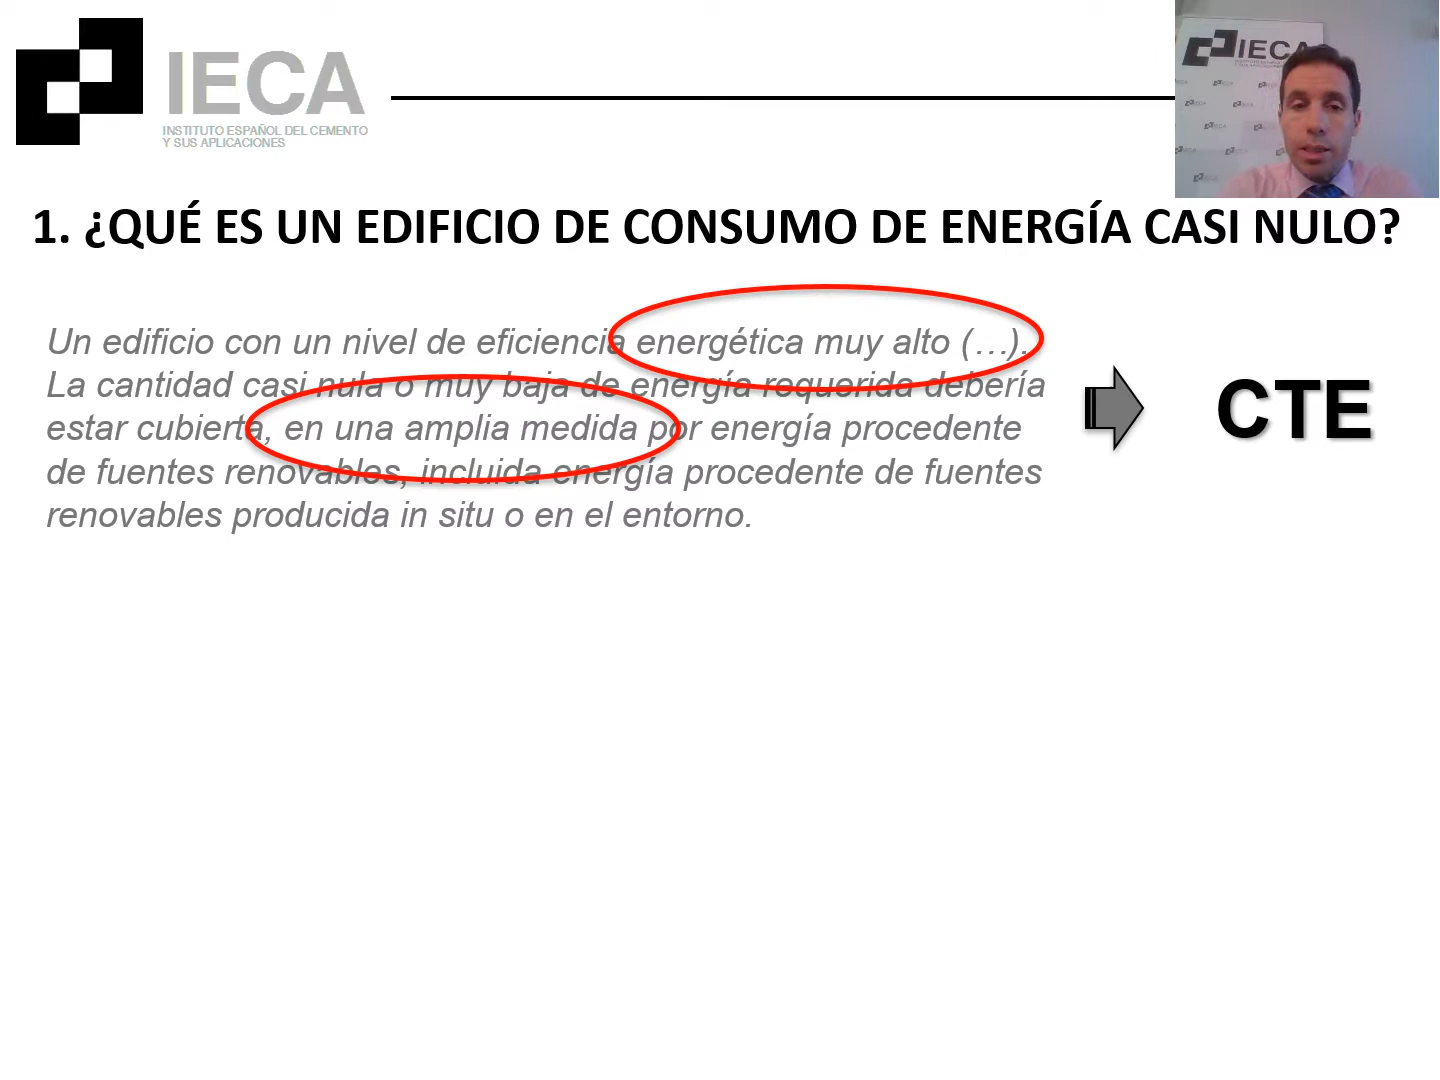 IECA
INSTITUTO ESPAÑOL DEL CEMENTO
Y SUS APLICACIONES
IECA
1. ¿QUÉ ES UN EDIFICIO DE CONSUMO DE ENERGÍA CASI NULO?
Un edificio con un nivel de eficiencia energética muy alto (…).
La cantidad casi nula o muy baja de energía requerida debería
estar cubierta, en una amplia medida por energía procedente
de fuentes renovables, incluida energía procedente de fuentes
renovables producida in situ o en el entorno.
CTE